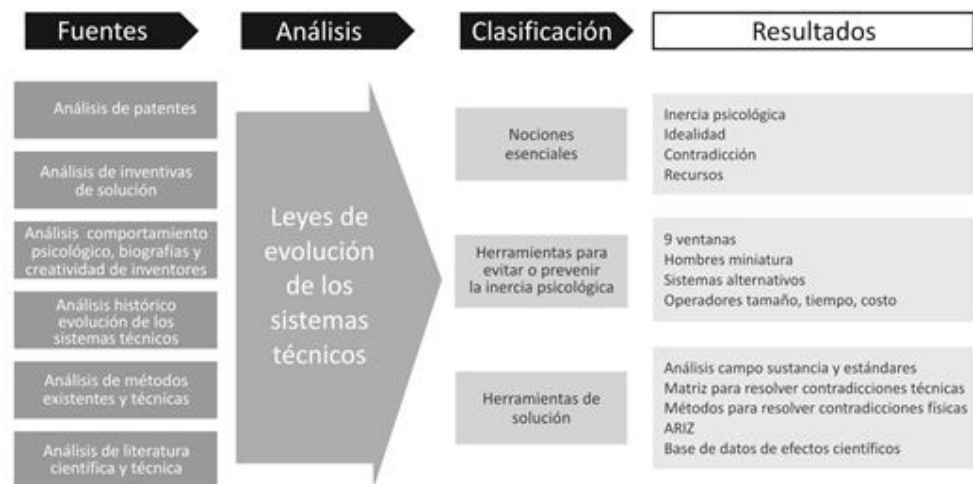 Fuentes
Análisis
Clasificación
Resultados
Análisis de patentes
Análisis de inventivas
de solución
Análisis comportamiento
psicológico, biografías y
creatividad de inventores
Análisis histórico
evolución de los
sistemas técnicos
Análisis de métodos
existentes y técnicas
Análisis de literatura
científica y técnica
Leyes de
evolución
de los
sistemas
técnicos
Nociones
esenciales
Herramientas para
evitar o prevenir
la inercia psicológica
Herramientas de
solución
Inercia psicológica
Idealidad
Contradicción
Recursos
9 ventanas
Hombres miniatura
Sistemas alternativos
Operadores tamaño, tiempo, costo
Análisis campo sustancia y estándares
Matriz para resolver contradicciones técnicas
Métodos para resolver contradicciones físicas
ARIZ
Base de datos de efectos científicos